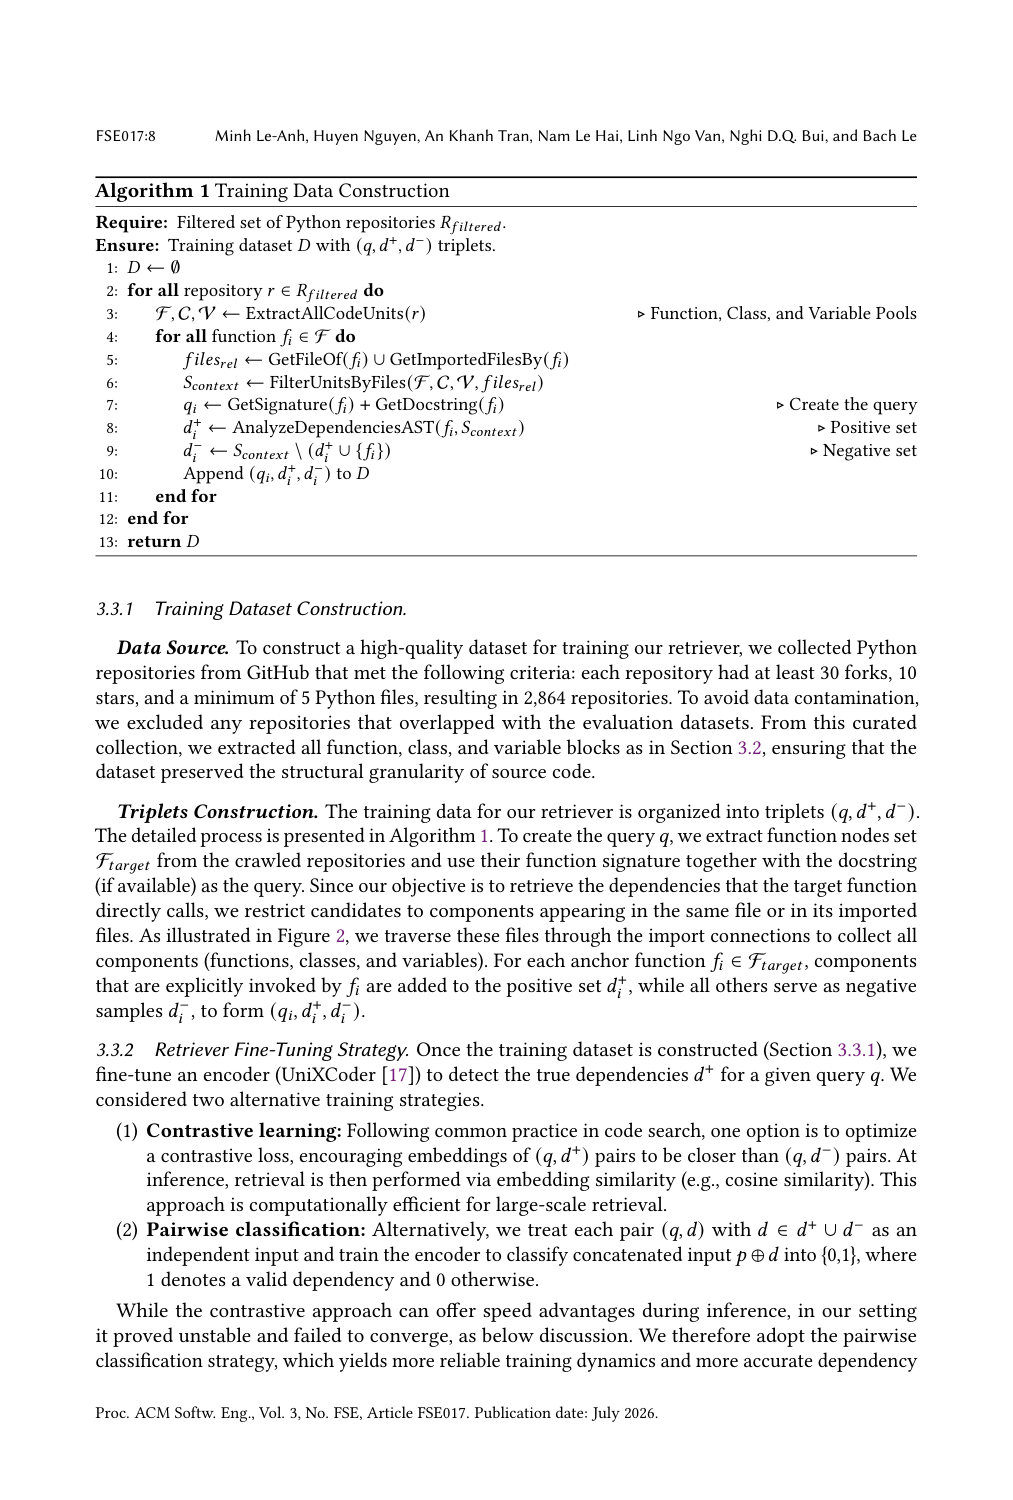 FSE017:8 Minh Le-Anh, Huyen Nguyen, An Khanh Tran, Nam Le Hai, Linh Ngo Van, Nghi D.Q. Bui, and Bach Le
Algorithm 1 Training Data Construction
Require: Filtered set of Python repositories R_filtered.
Ensure: Training dataset D with (q, d⁺, d⁻) triplets.
1: D ← ∅
2: for all repository r ∈ R_filtered do
3: ℱ, 𝒞, 𝒱 ← ExtractAllCodeUnits(r) ▹ Function, Class, and Variable Pools
4: for all function f_i ∈ ℱ do
5: files_rel ← GetFileOf(f_i) ∪ GetImportedFilesBy(f_i)
6: S_context ← FilterUnitsByFiles(ℱ, 𝒞, 𝒱, files_rel)
7: q_i ← GetSignature(f_i) + GetDocstring(f_i) ▹ Create the query
8: d_i⁺ ← AnalyzeDependenciesAST(f_i, S_context) ▹ Positive set
9: d_i⁻ ← S_context \ (d_i⁺ ∪ {f_i}) ▹ Negative set
10: Append (q_i, d_i⁺, d_i⁻) to D
11: end for
12: end for
13: return D
3.3.1 Training Dataset Construction.
Data Source. To construct a high-quality dataset for training our retriever, we collected Python
repositories from GitHub that met the following criteria: each repository had at least 30 forks, 10
stars, and a minimum of 5 Python files, resulting in 2,864 repositories. To avoid data contamination,
we excluded any repositories that overlapped with the evaluation datasets. From this curated
collection, we extracted all function, class, and variable blocks as in Section 3.2, ensuring that the
dataset preserved the structural granularity of source code.
Triplets Construction. The training data for our retriever is organized into triplets (q, d⁺, d⁻).
The detailed process is presented in Algorithm 1. To create the query q, we extract function nodes set
ℱ_target from the crawled repositories and use their function signature together with the docstring
(if available) as the query. Since our objective is to retrieve the dependencies that the target function
directly calls, we restrict candidates to components appearing in the same file or in its imported
files. As illustrated in Figure 2, we traverse these files through the import connections to collect all
components (functions, classes, and variables). For each anchor function f_i ∈ ℱ_target, components
that are explicitly invoked by f_i are added to the positive set d_i⁺, while all others serve as negative
samples d_i⁻, to form (q_i, d_i⁺, d_i⁻).
3.3.2 Retriever Fine-Tuning Strategy. Once the training dataset is constructed (Section 3.3.1), we
fine-tune an encoder (UniXCoder [17]) to detect the true dependencies d⁺ for a given query q. We
considered two alternative training strategies.
(1) Contrastive learning: Following common practice in code search, one option is to optimize
a contrastive loss, encouraging embeddings of (q, d⁺) pairs to be closer than (q, d⁻) pairs. At
inference, retrieval is then performed via embedding similarity (e.g., cosine similarity). This
approach is computationally efficient for large-scale retrieval.
(2) Pairwise classification: Alternatively, we treat each pair (q, d) with d ∈ d⁺ ∪ d⁻ as an
independent input and train the encoder to classify concatenated input p ⊕ d into {0,1}, where
1 denotes a valid dependency and 0 otherwise.
While the contrastive approach can offer speed advantages during inference, in our setting
it proved unstable and failed to converge, as below discussion. We therefore adopt the pairwise
classification strategy, which yields more reliable training dynamics and more accurate dependency
Proc. ACM Softw. Eng., Vol. 3, No. FSE, Article FSE017. Publication date: July 2026.